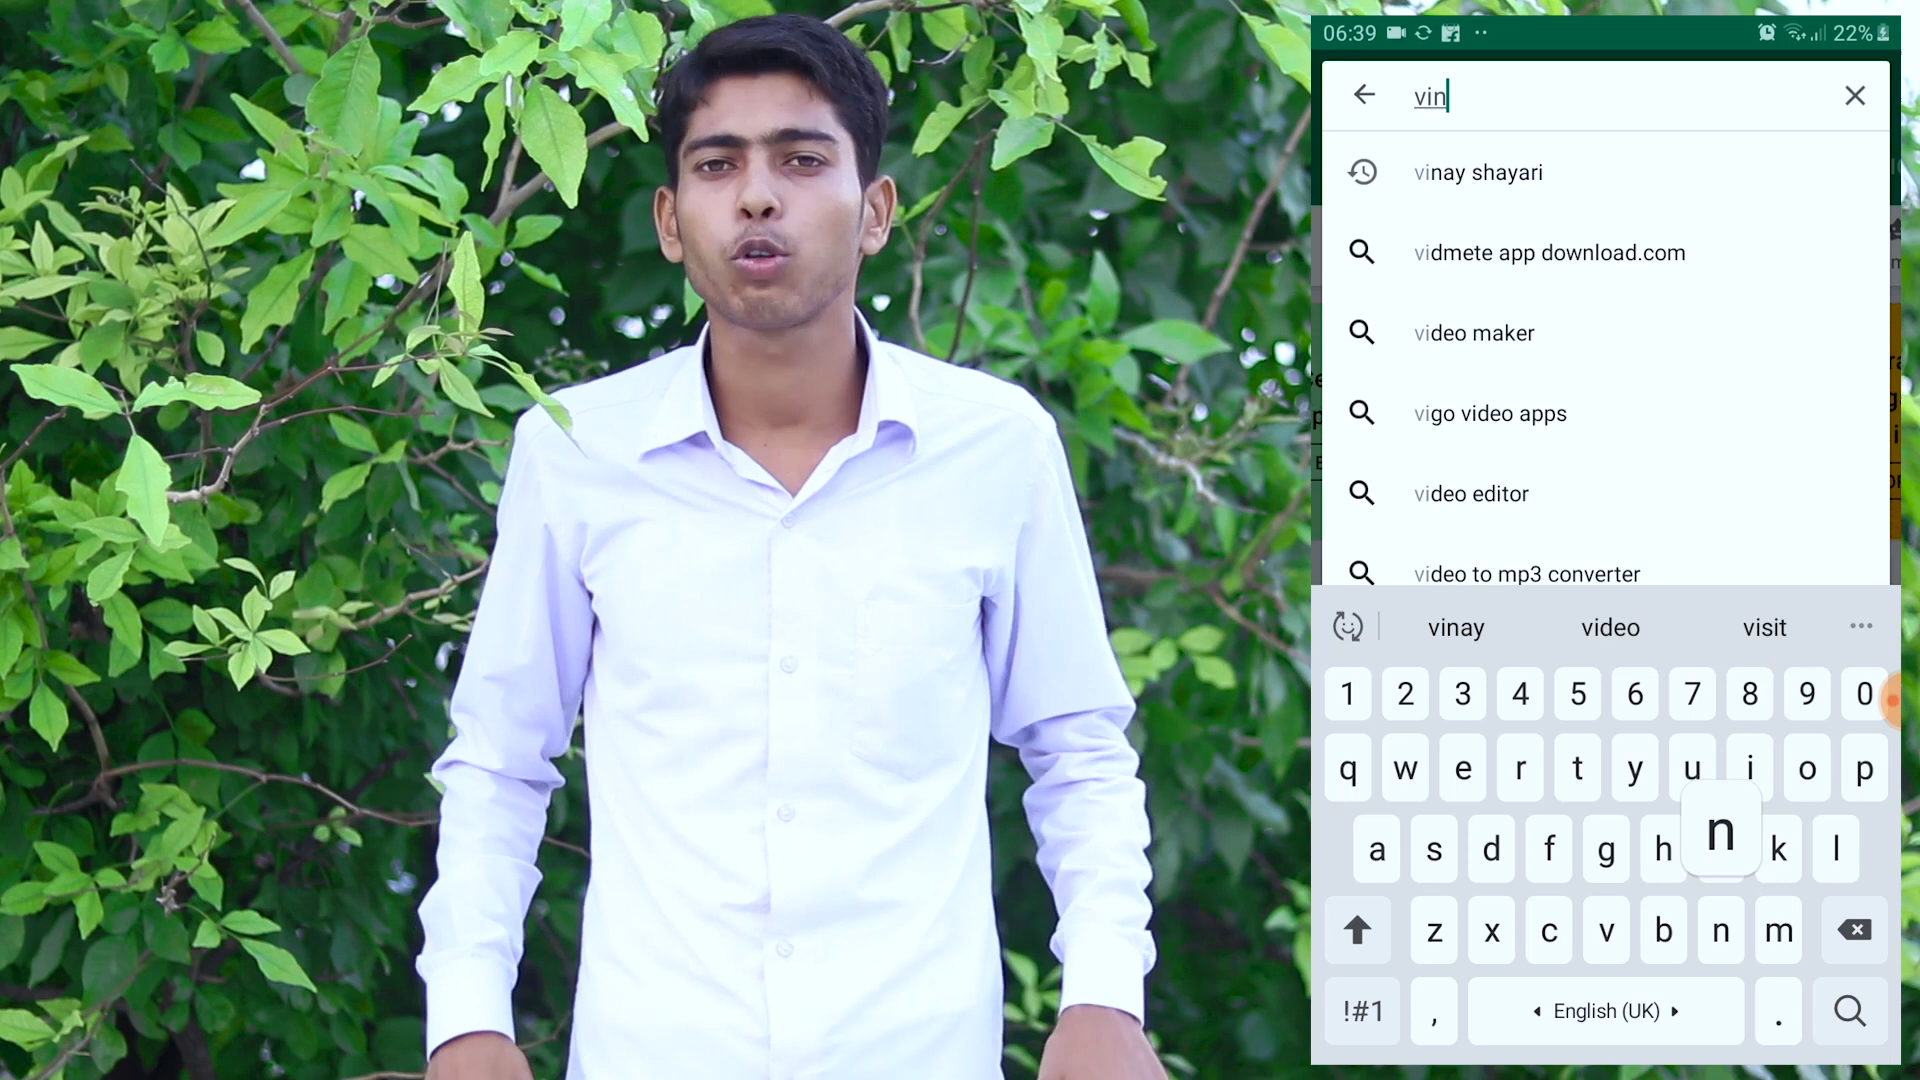 06:39
22%
vin
vinay shayari
vidmete app download.com
video maker
vigo video apps
video editor
video to mp3 converter
vinay video visit
1 2 3 4 5 6 7 8 9 0
q w e r t y u i o p
a s d f g h n k l
z x c v b n m
!#1 , English (UK) .